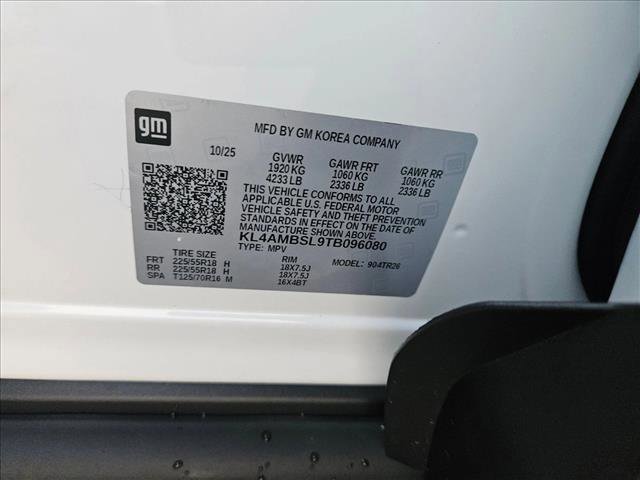 gm
MFD BY GM KOREA COMPANY
10/25 GVWR GAWR FRT GAWR RR
1920 KG 1060 KG 1060 KG
4233 LB 2336 LB 2336 LB
THIS VEHICLE CONFORMS TO ALL
APPLICABLE U.S. FEDERAL MOTOR
VEHICLE SAFETY AND THEFT PREVENTION
STANDARDS IN EFFECT ON THE DATE OF
MANUFACTURE SHOWN ABOVE.
KL4AMBSL9TB096080
TYPE: MPV MODEL: 904TR26
TIRE SIZE RIM
FRT 225/55R18 H 18X7.5J
RR 225/55R18 H 18X7.5J
SPA T125/70R16 M 16X4BT